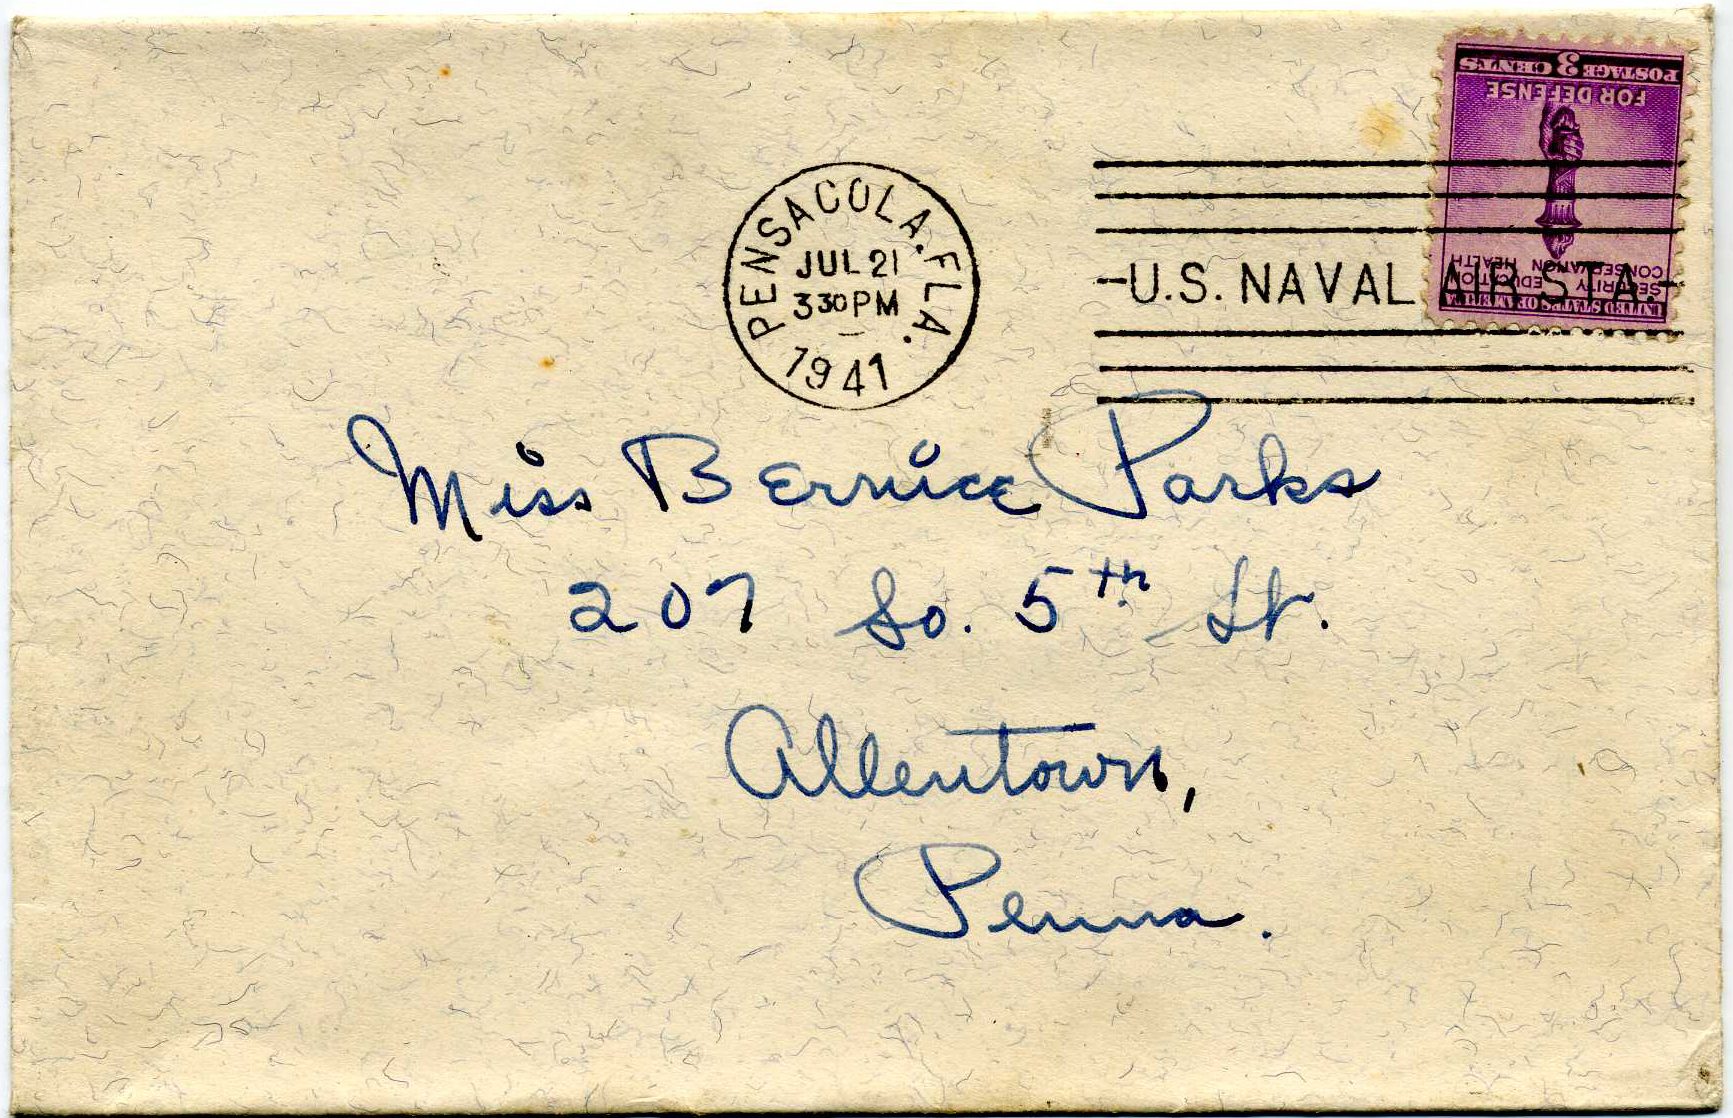 POSTAGE 3 CENTS
FOR DEFENSE
SECURITY EDUCATION
CONSERVATION HEALTH
UNITED STATES OF AMERICA
PENSACOLA. FLA.
JUL 21
3 30 PM
1941
-U.S. NAVAL AIR STA.-
Miss Bernice Parks
207 So. 5th St.
Allentown,
Penna.